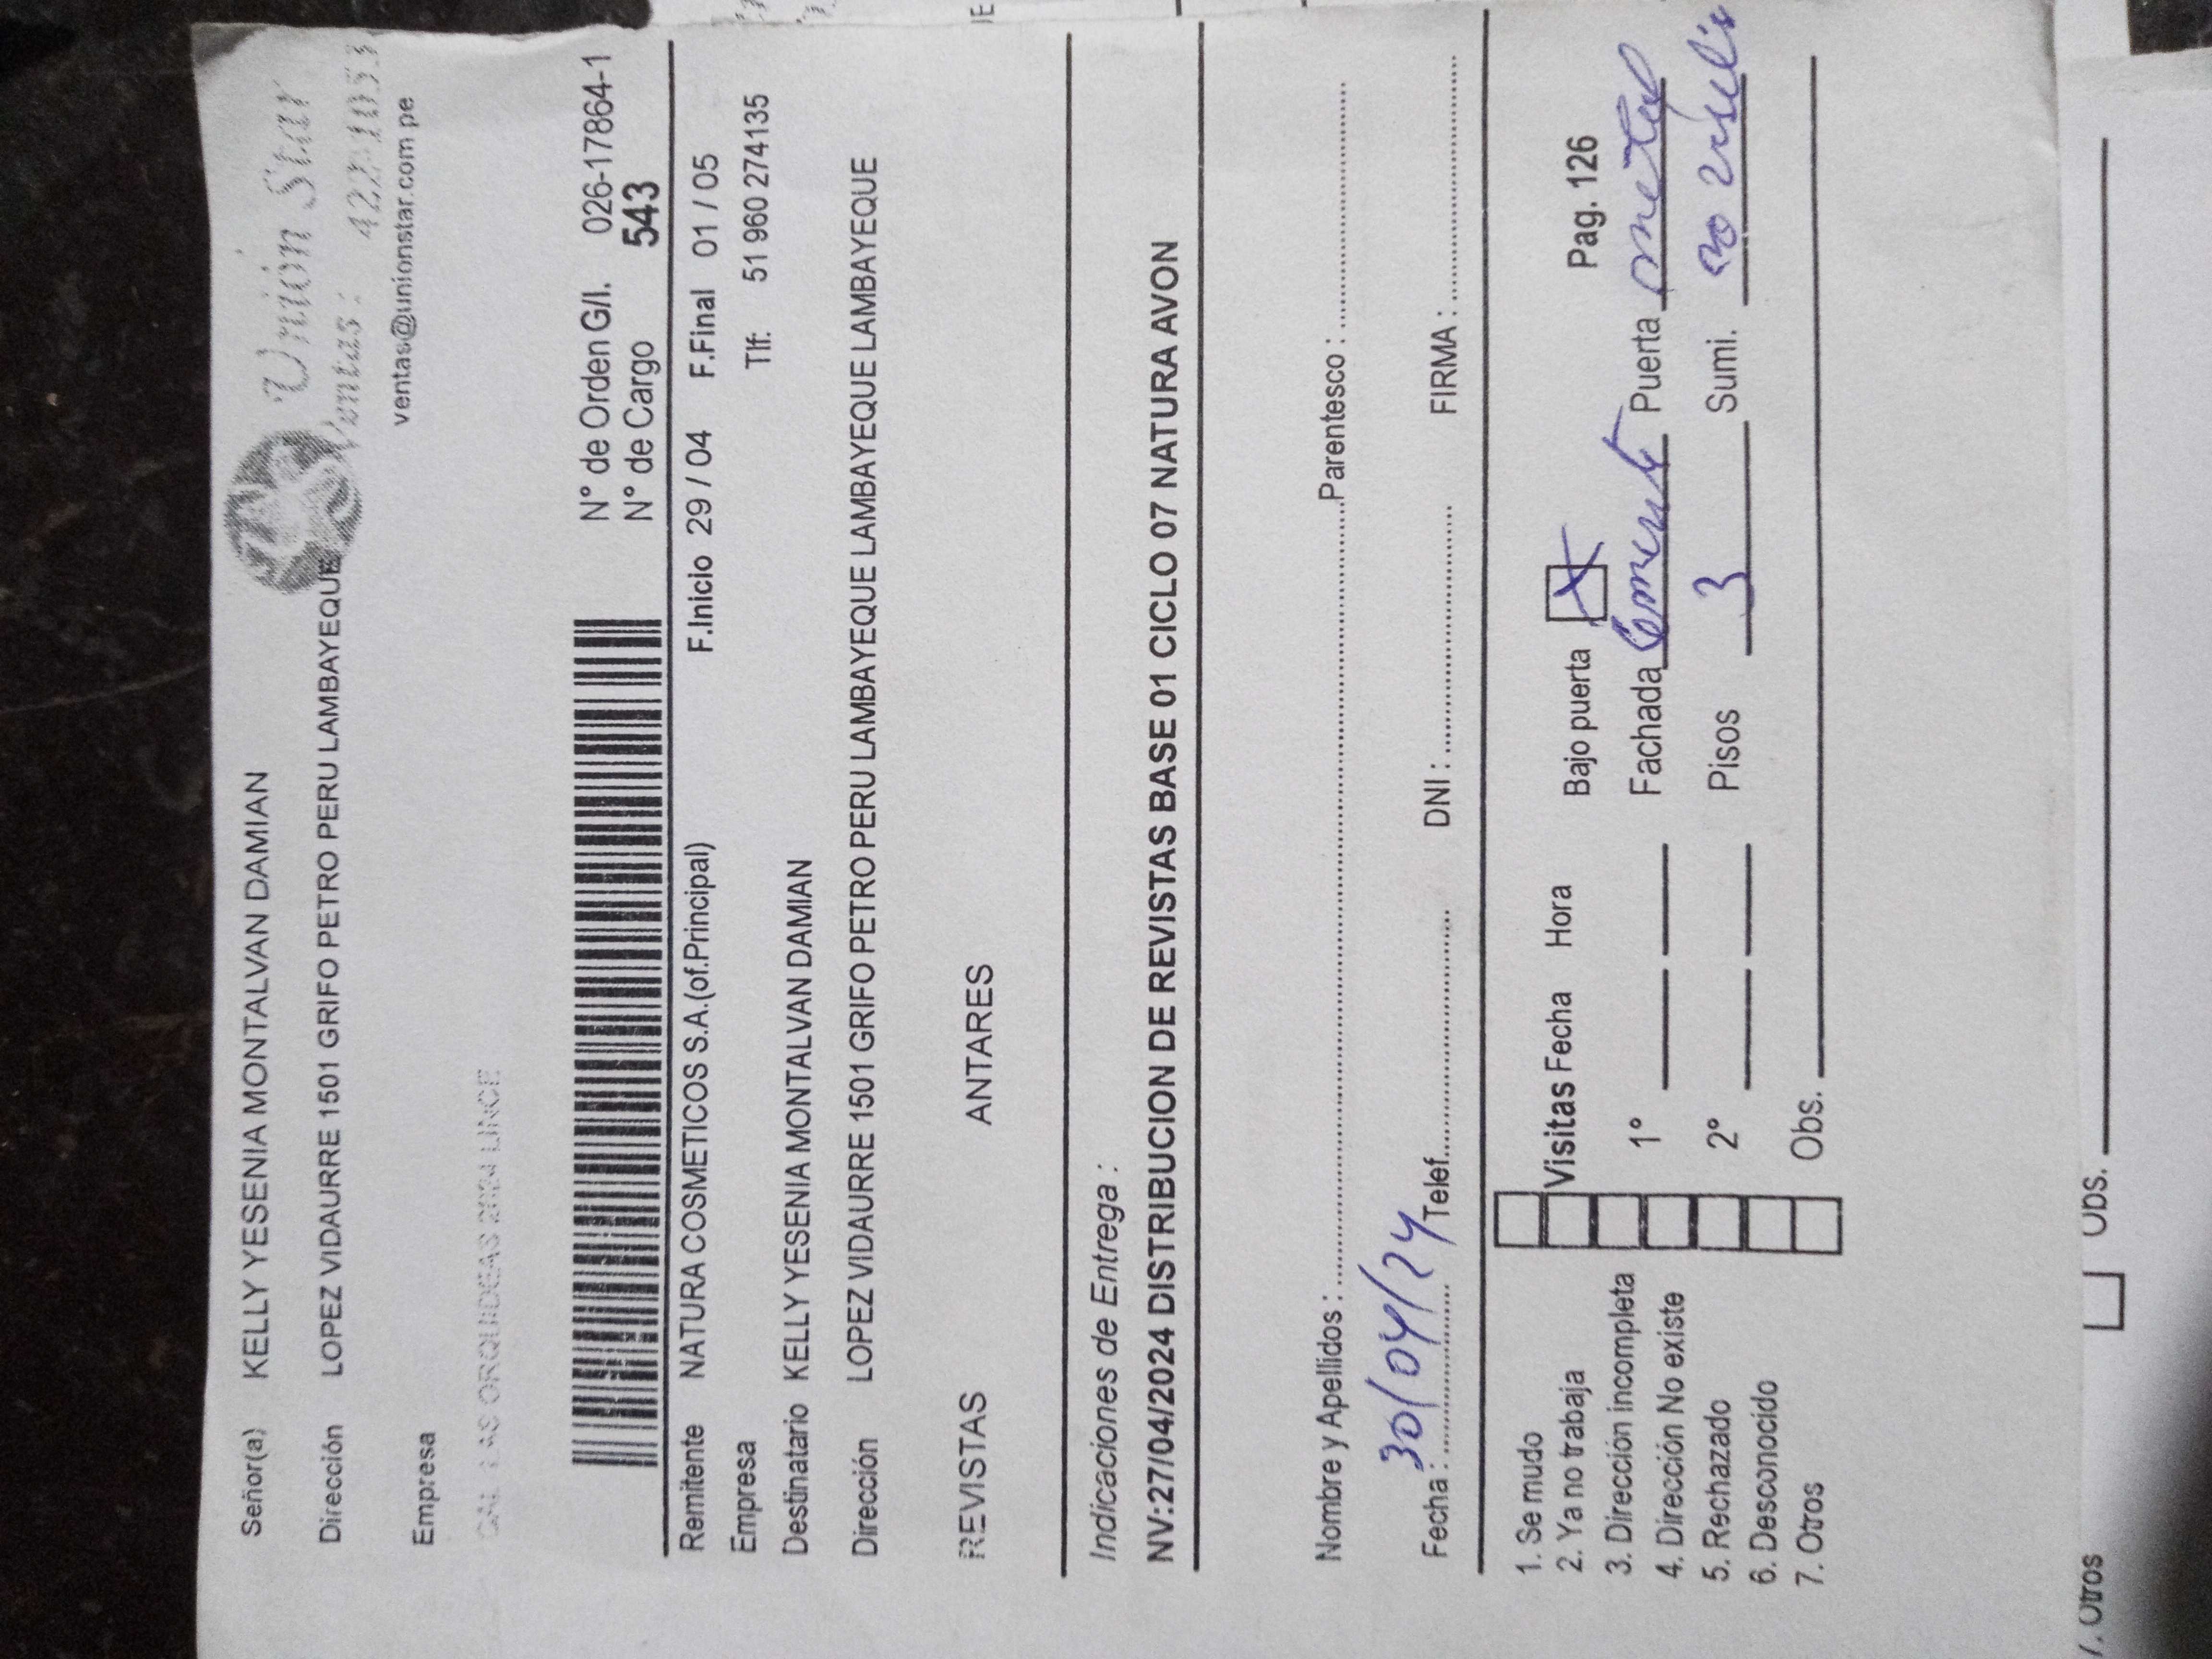 Unión Star
Señor(a) KELLY YESENIA MONTALVAN DAMIAN
Ventas :
Dirección LOPEZ VIDAURRE 1501 GRIFO PETRO PERU LAMBAYEQUE
ventas@unionstar.com pe
Empresa
ORQUIDEAS LINCE
N° de Orden G/I. 026-17864-1
N° de Cargo 543
Remitente NATURA COSMETICOS S.A.(of.Principal) F.Inicio 29 / 04 F.Final 01 / 05
Empresa Tlf: 51 960 274135
Destinatario KELLY YESENIA MONTALVAN DAMIAN
Dirección LOPEZ VIDAURRE 1501 GRIFO PETRO PERU LAMBAYEQUE LAMBAYEQUE LAMBAYEQUE
REVISTAS ANTARES
Indicaciones de Entrega :
NV:27/04/2024 DISTRIBUCION DE REVISTAS BASE 01 CICLO 07 NATURA AVON
Nombre y Apellidos : Parentesco :
Fecha : 30/04/24 Telef. DNI : FIRMA :
1. Se mudo
2. Ya no trabaja Visitas Fecha Hora Bajo puerta X Pag. 126
3. Dirección incompleta
4. Dirección No existe 1° Fachada Puerta metal
5. Rechazado 2° Pisos 3 Sumi. no
6. Desconocido
7. Otros Obs.
7. Otros Obs.